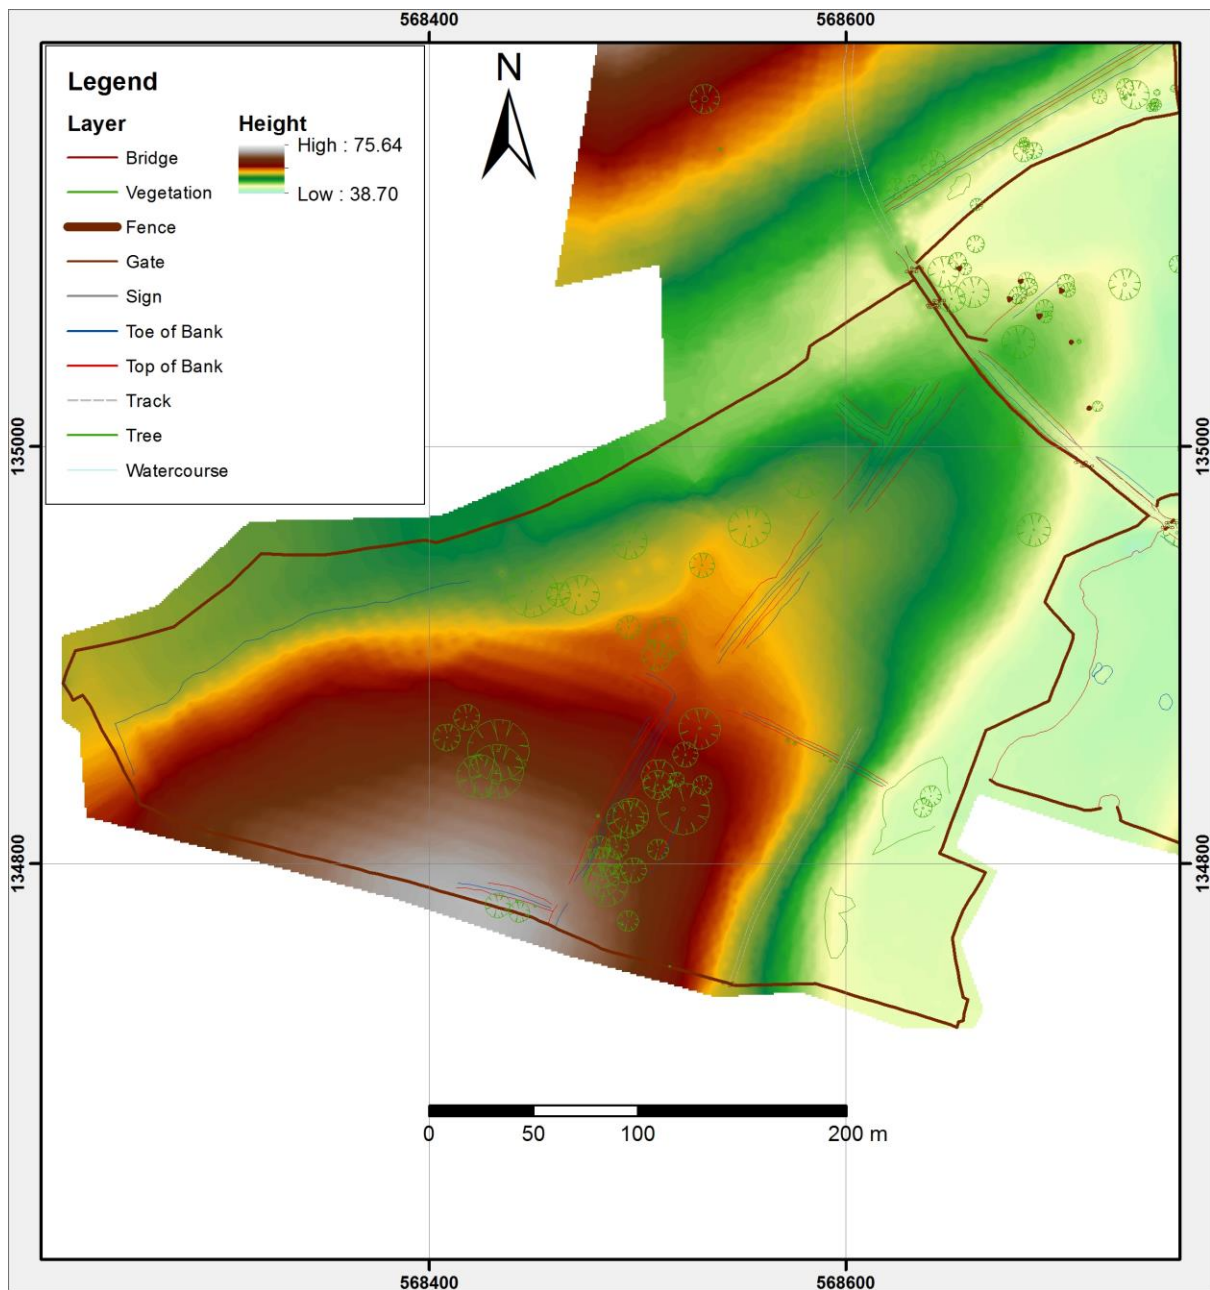 568400 568600
N
Legend
Layer Height
High : 75.64
Bridge
Low : 38.70
Vegetation
Fence
Gate
Sign
Toe of Bank
Top of Bank
Track
Tree
Watercourse
135000 135000
134800 134800
0 50 100 200 m
568400 568600